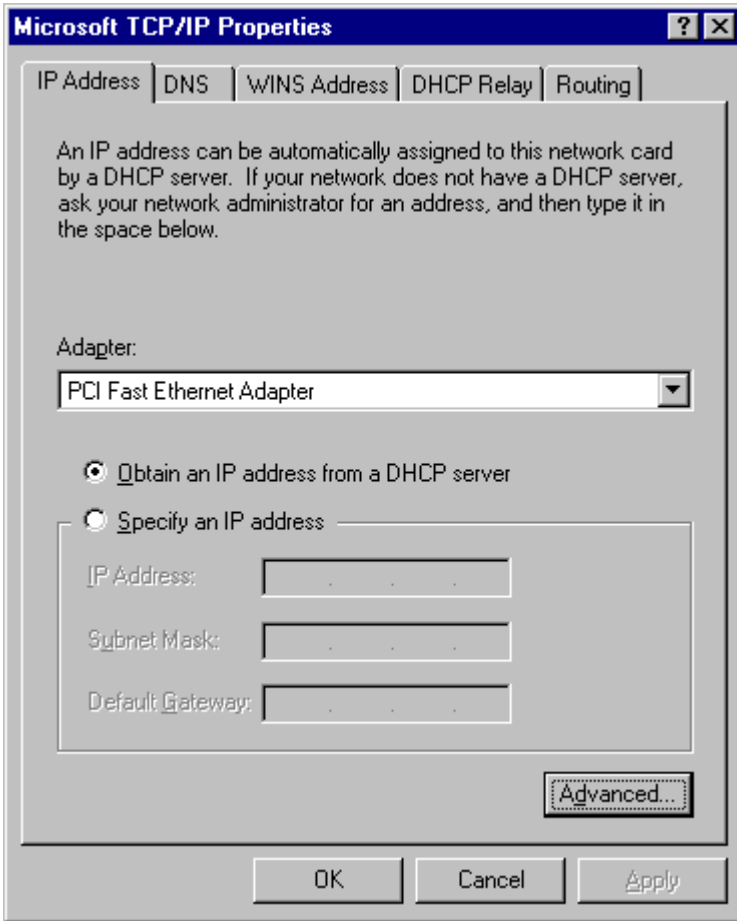 Microsoft TCP/IP Properties
IP Address DNS WINS Address DHCP Relay Routing
An IP address can be automatically assigned to this network card
by a DHCP server. If your network does not have a DHCP server,
ask your network administrator for an address, and then type it in
the space below.
Adapter:
PCI Fast Ethernet Adapter
Obtain an IP address from a DHCP server
Specify an IP address
IP Address: . . .
Subnet Mask: . . .
Default Gateway: . . .
Advanced...
OK Cancel Apply